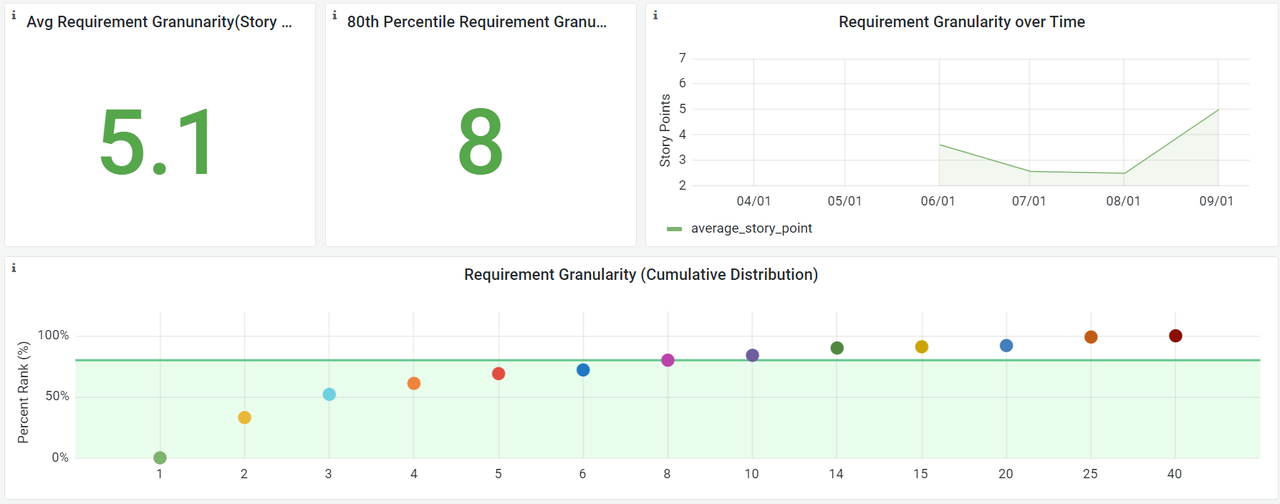 i Avg Requirement Granunarity(Story ...
5.1
i 80th Percentile Requirement Granu...
8
i Requirement Granularity over Time
Story Points
7
6
5
4
3
2
04/01 05/01 06/01 07/01 08/01 09/01
average_story_point
i Requirement Granularity (Cumulative Distribution)
Percent Rank (%)
100%
50%
0%
1 2 3 4 5 6 8 10 14 15 20 25 40